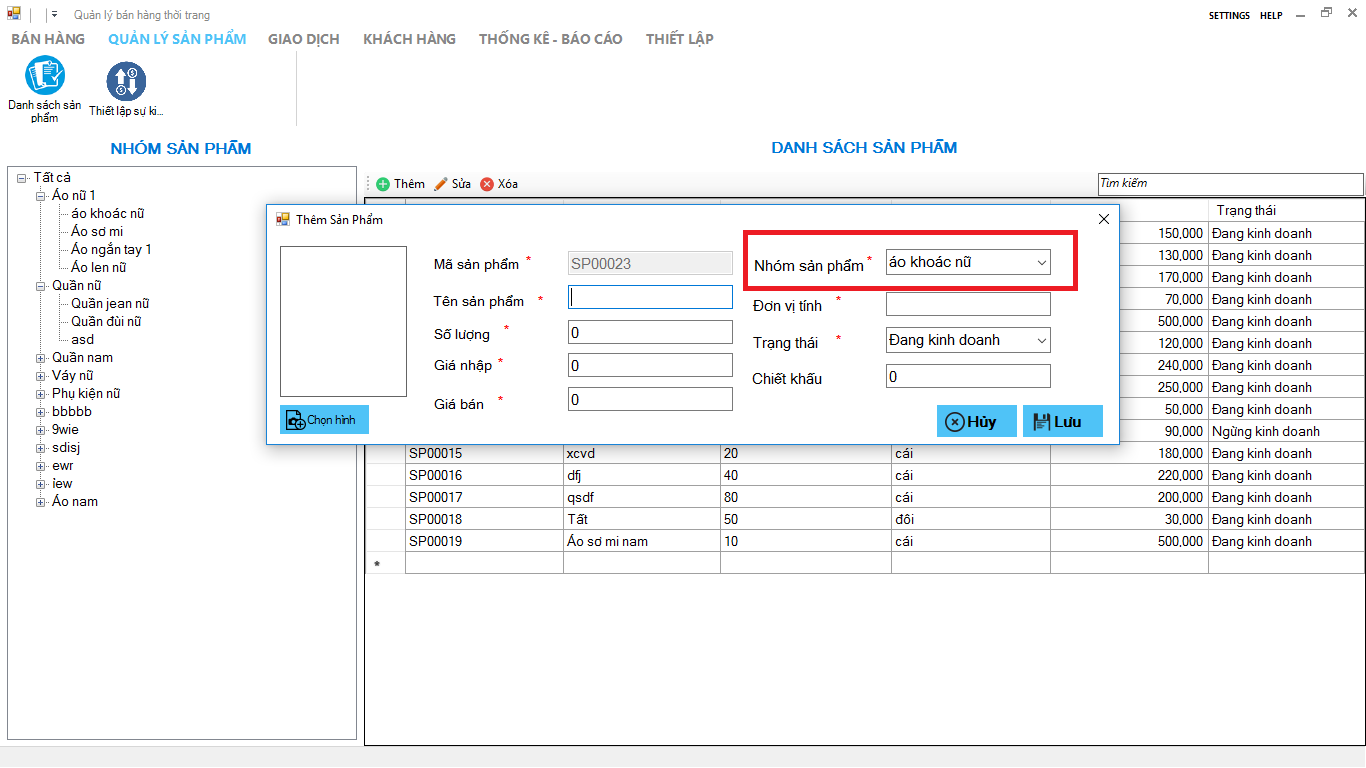 Quản lý bán hàng thời trang
SETTINGS HELP
BÁN HÀNG QUẢN LÝ SẢN PHẨM GIAO DỊCH KHÁCH HÀNG THỐNG KÊ - BÁO CÁO THIẾT LẬP
Danh sách sản
phẩm
Thiết lập sự ki...
NHÓM SẢN PHẨM
Tất cả
Áo nữ 1
áo khoác nữ
Áo sơ mi
Áo ngắn tay 1
Áo len nữ
Quần nữ
Quần jean nữ
Quần đùi nữ
asd
Quần nam
Váy nữ
Phụ kiện nữ
bbbbb
9wie
sdisj
ewr
iew
Áo nam
DANH SÁCH SẢN PHẨM
Thêm Sửa Xóa
Tìm kiếm
Trạng thái
150,000 Đang kinh doanh
130,000 Đang kinh doanh
170,000 Đang kinh doanh
70,000 Đang kinh doanh
500,000 Đang kinh doanh
120,000 Đang kinh doanh
240,000 Đang kinh doanh
250,000 Đang kinh doanh
50,000 Đang kinh doanh
90,000 Ngừng kinh doanh
SP00015 xcvd 20 cái 180,000 Đang kinh doanh
SP00016 dfj 40 cái 220,000 Đang kinh doanh
SP00017 qsdf 80 cái 200,000 Đang kinh doanh
SP00018 Tất 50 đôi 30,000 Đang kinh doanh
SP00019 Áo sơ mi nam 10 cái 500,000 Đang kinh doanh
*
Thêm Sản Phẩm
Chọn hình
Mã sản phẩm * SP00023
Tên sản phẩm *
Số lượng * 0
Giá nhập * 0
Giá bán * 0
Nhóm sản phẩm * áo khoác nữ
Đơn vị tính *
Trạng thái * Đang kinh doanh
Chiết khấu 0
Hủy Lưu